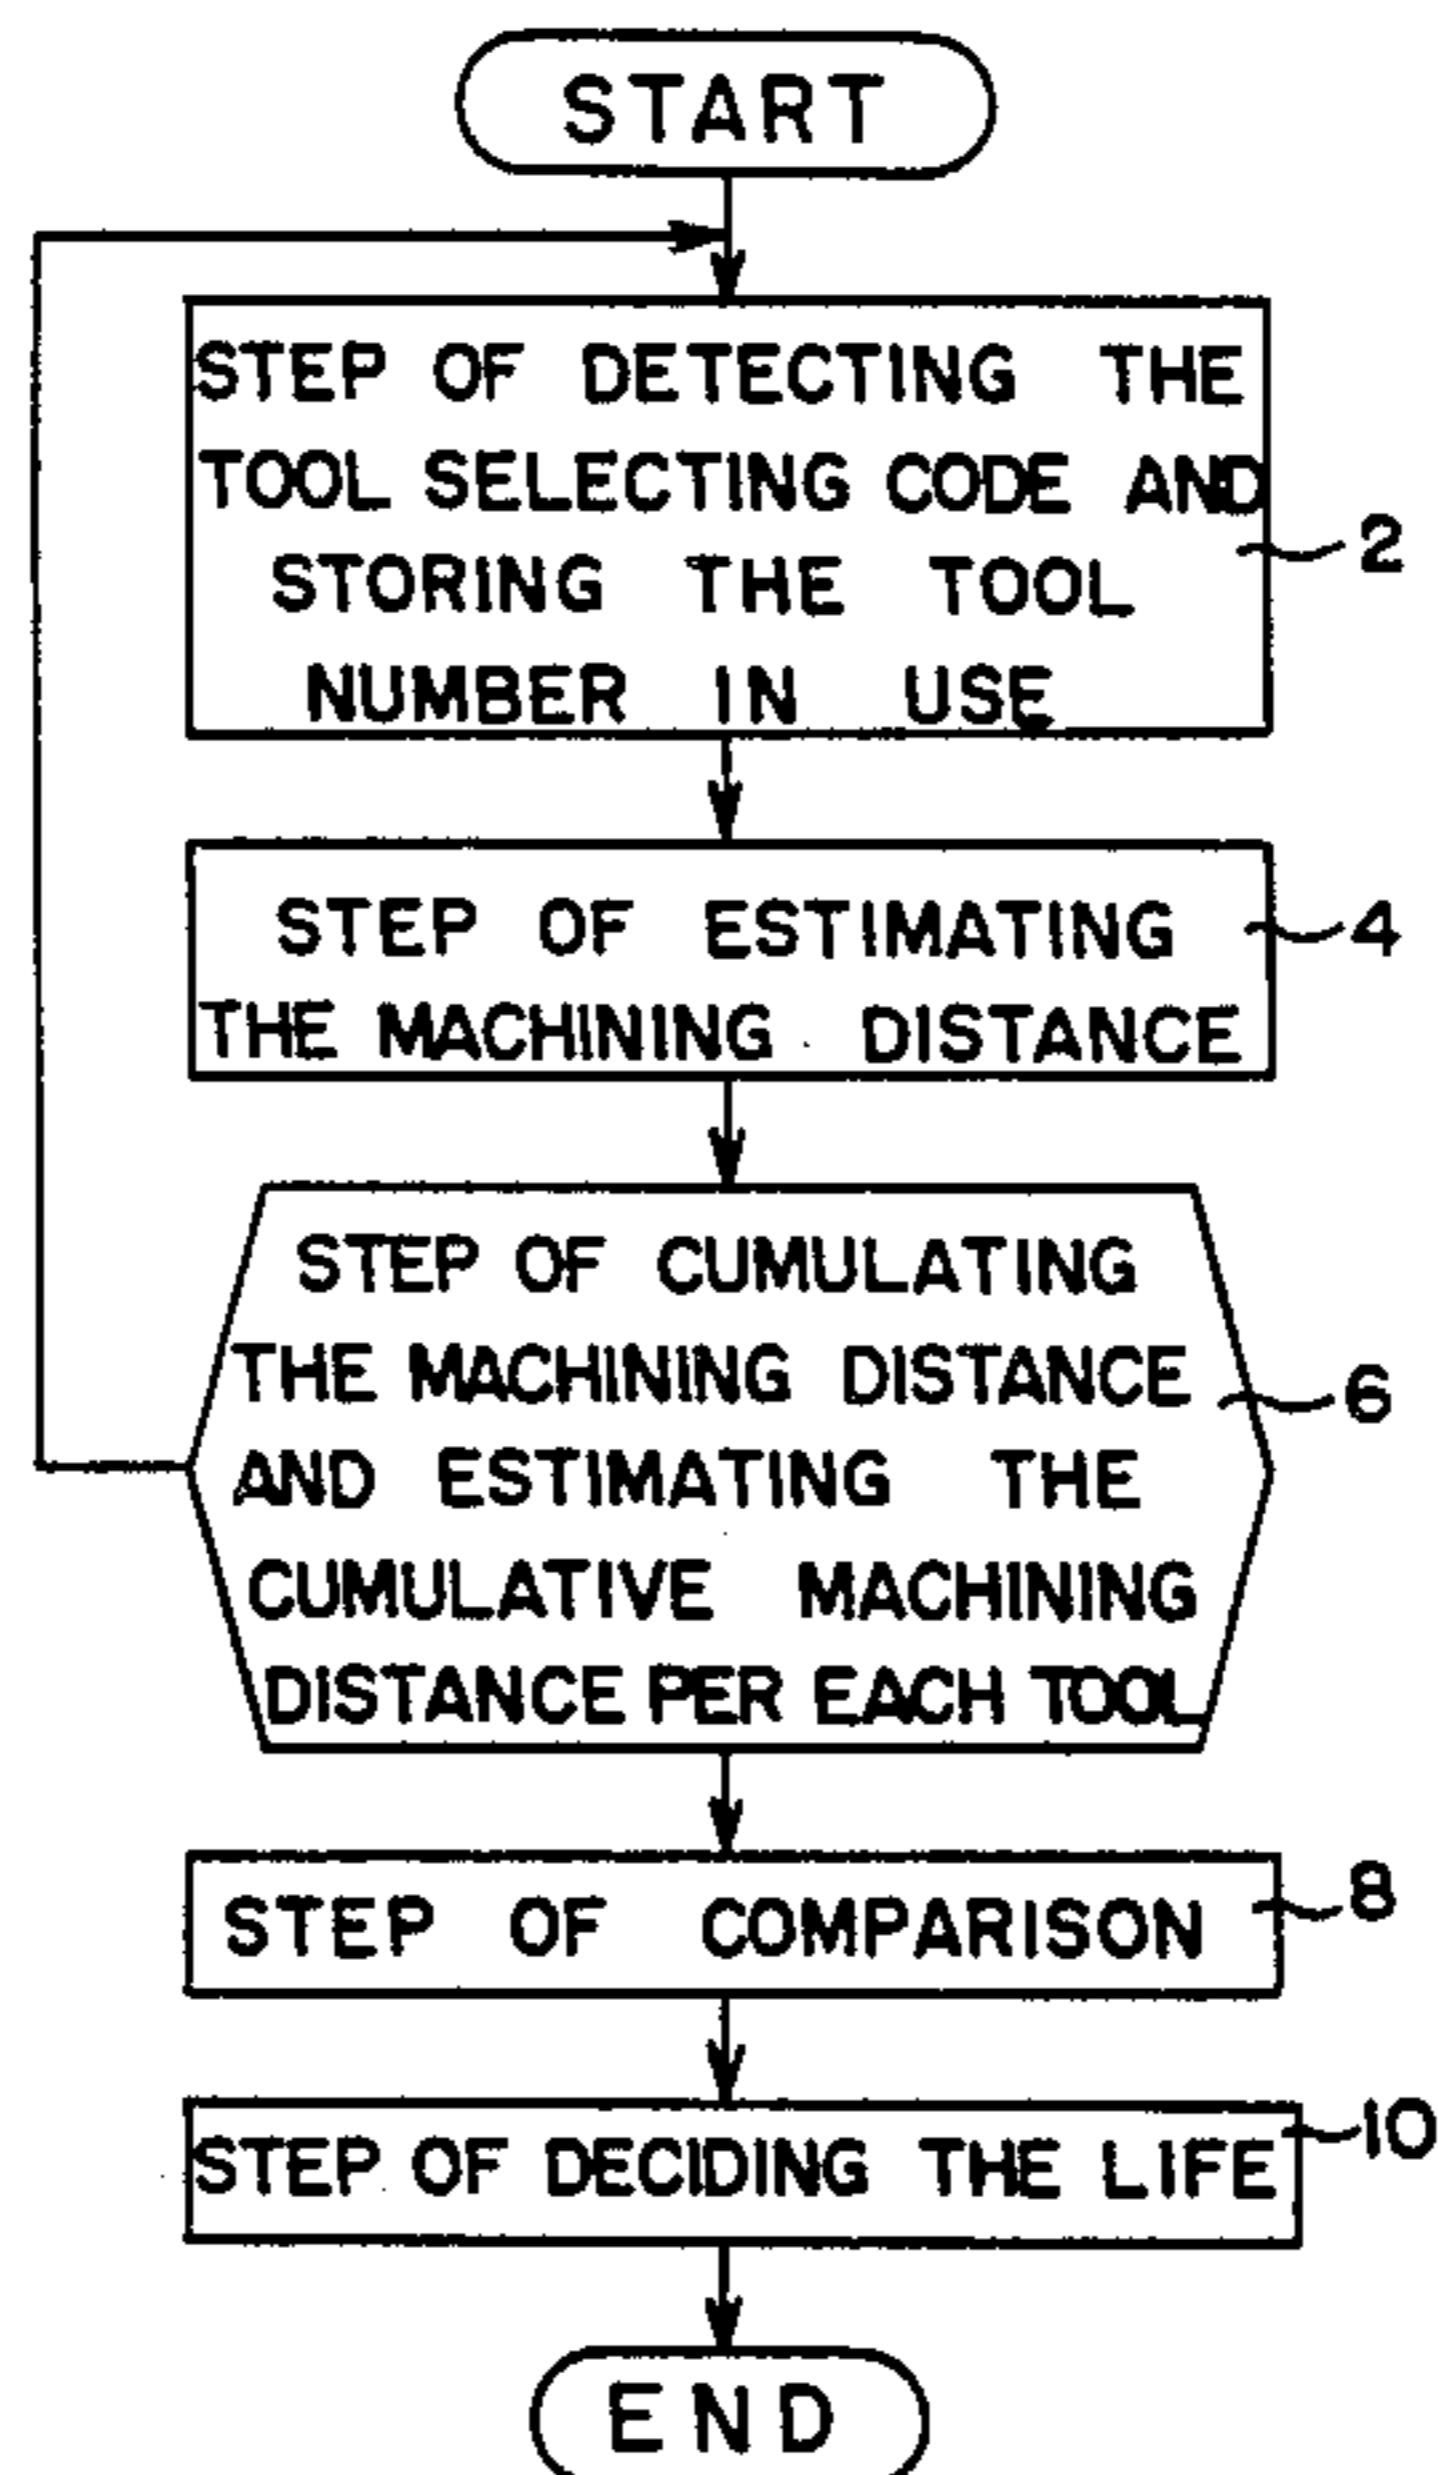 START
STEP OF DETECTING THE
TOOL SELECTING CODE AND
STORING THE TOOL
NUMBER IN USE
2
STEP OF ESTIMATING
4
THE MACHINING DISTANCE
STEP OF CUMULATING
THE MACHINING DISTANCE
6
AND ESTIMATING THE
CUMULATIVE MACHINING
DISTANCE PER EACH TOOL
STEP OF COMPARISON
8
STEP OF DECIDING THE LIFE
10
END